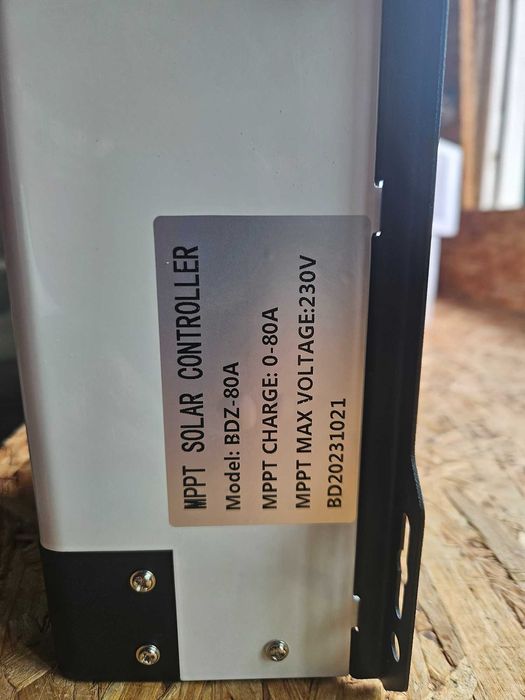 MPPT SOLAR CONTROLLER
Model: BDZ-80A
MPPT CHARGE: 0-80A
MPPT MAX VOLTAGE:230V
BD20231021